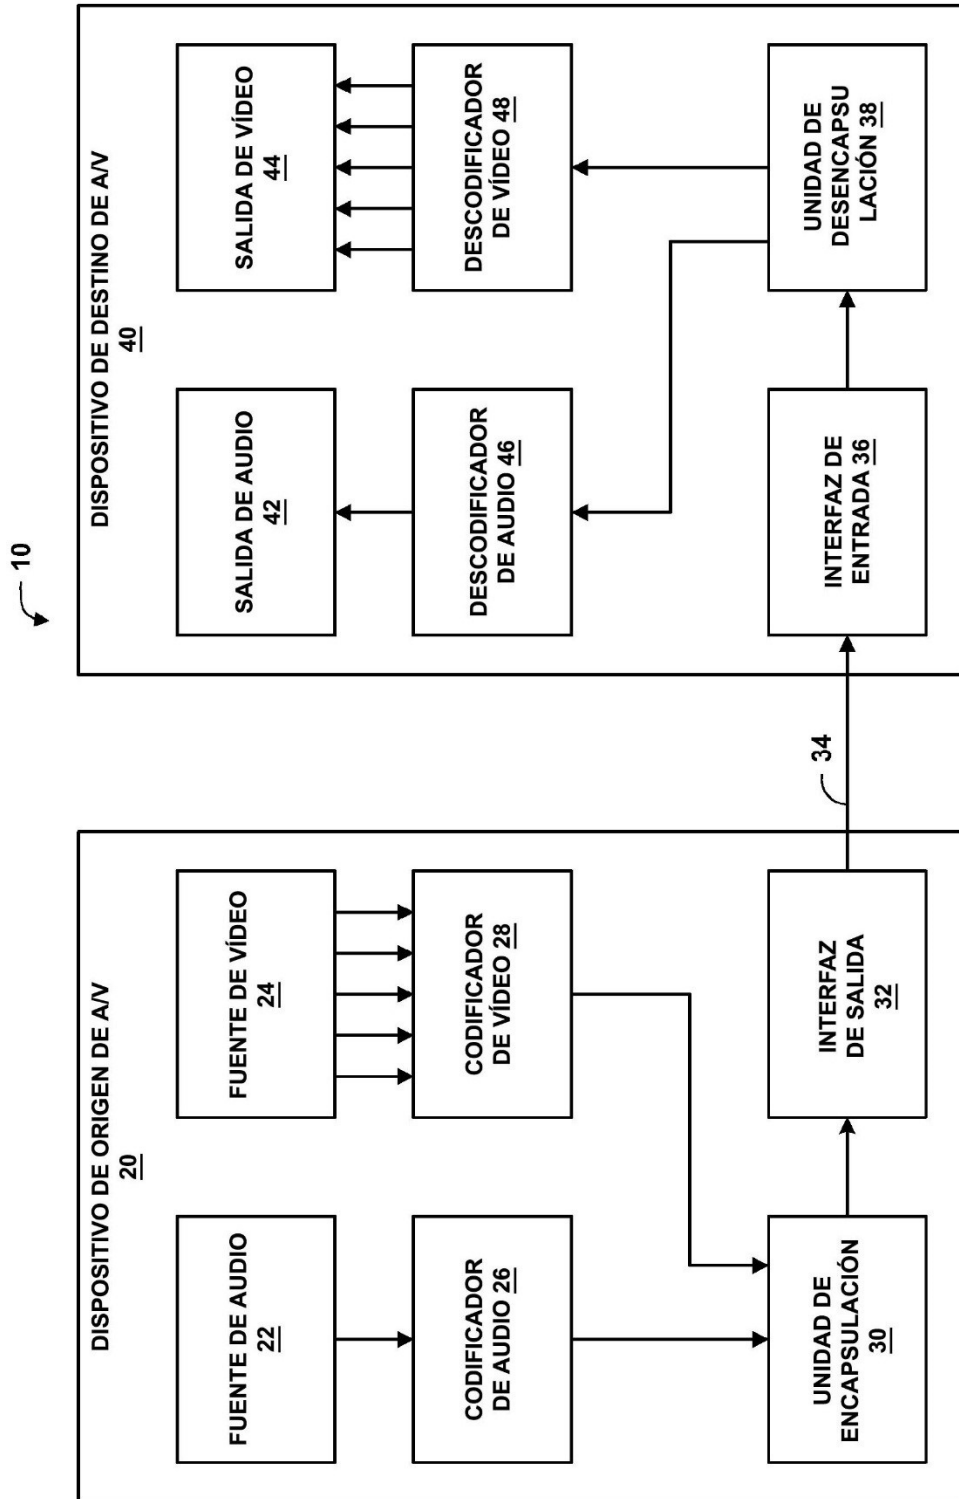 10
DISPOSITIVO DE ORIGEN DE A/V
20
FUENTE DE AUDIO
22
FUENTE DE VÍDEO
24
CODIFICADOR
DE AUDIO 26
CODIFICADOR
DE VÍDEO 28
UNIDAD DE
ENCAPSULACIÓN
30
INTERFAZ
DE SALIDA
32
34
DISPOSITIVO DE DESTINO DE A/V
40
SALIDA DE AUDIO
42
SALIDA DE VÍDEO
44
DESCODIFICADOR
DE AUDIO 46
DESCODIFICADOR
DE VÍDEO 48
INTERFAZ DE
ENTRADA 36
UNIDAD DE
DESENCAPSU
LACIÓN 38